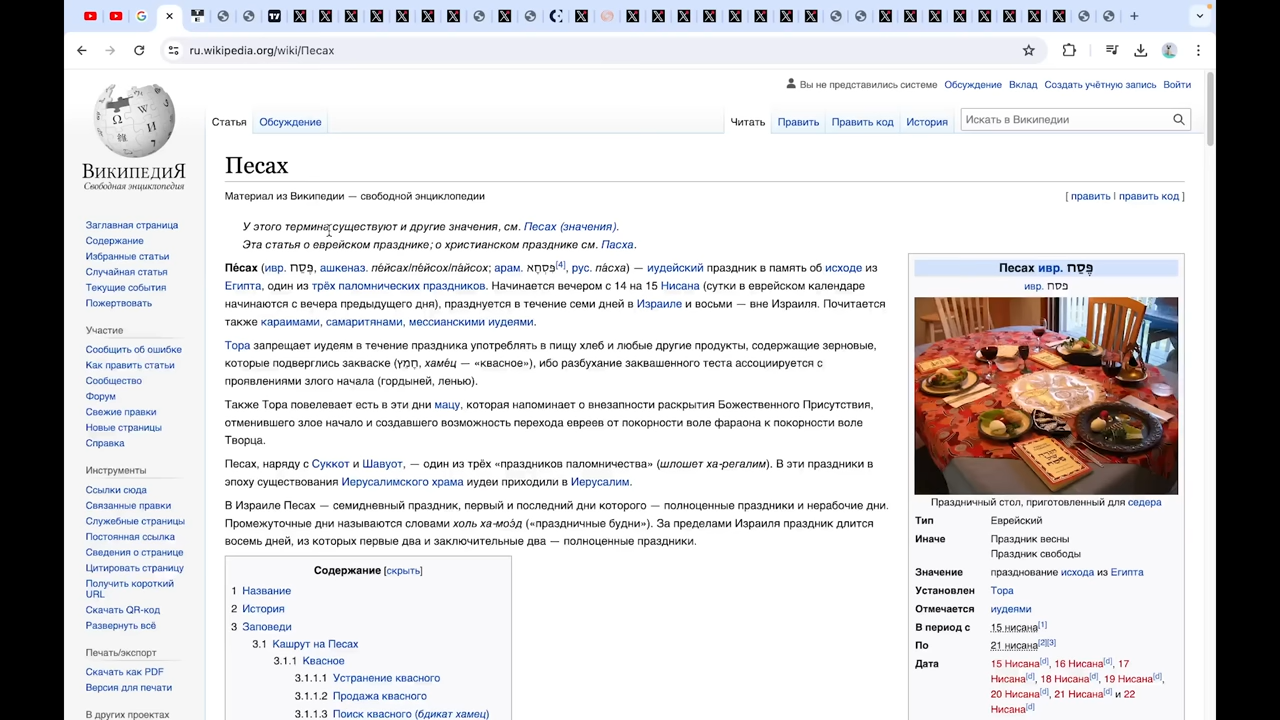 ru.wikipedia.org/wiki/Песах
Вы не представились системе Обсуждение Вклад Создать учётную запись Войти
Статья Обсуждение Читать Править Править код История Искать в Википедии
ВИКИПЕДИЯ
Свободная энциклопедия
Песах
Материал из Википедии — свободной энциклопедии [ править | править код ]
У этого термина существуют и другие значения, см. Песах (значения).
Эта статья о еврейском празднике; о христианском празднике см. Пасха.
Пе́сах (ивр. פֶּסַח, ашкеназ. пе́йсах/пе́йсох/па́йсох; арам. פִּסְחָא[4], рус. па́сха) — иудейский праздник в память об исходе из
Египта, один из трёх паломнических праздников. Начинается вечером с 14 на 15 Нисана (сутки в еврейском календаре
начинаются с вечера предыдущего дня), празднуется в течение семи дней в Израиле и восьми — вне Израиля. Почитается
также караимами, самаритянами, мессианскими иудеями.
Тора запрещает иудеям в течение праздника употреблять в пищу хлеб и любые другие продукты, содержащие зерновые,
которые подверглись закваске (חָמֵץ, хаме́ц — «квасное»), ибо разбухание заквашенного теста ассоциируется с
проявлениями злого начала (гордыней, ленью).
Также Тора повелевает есть в эти дни мацу, которая напоминает о внезапности раскрытия Божественного Присутствия,
отменившего злое начало и создавшего возможность перехода евреев от покорности воле фараона к покорности воле
Творца.
Песах, наряду с Суккот и Шавуот, — один из трёх «праздников паломничества» (шлошет ха-регалим). В эти праздники в
эпоху существования Иерусалимского храма иудеи приходили в Иерусалим.
В Израиле Песах — семидневный праздник, первый и последний дни которого — полноценные праздники и нерабочие дни.
Промежуточные дни называются словами холь ха-моэ́д («праздничные будни»). За пределами Израиля праздник длится
восемь дней, из которых первые два и заключительные два — полноценные праздники.
Содержание [скрыть]
1 Название
2 История
3 Заповеди
3.1 Кашрут на Песах
3.1.1 Квасное
3.1.1.1 Устранение квасного
3.1.1.2 Продажа квасного
3.1.1.3 Поиск квасного (бдикат хамец)
Песах ивр. פֶּסַח
ивр. פסח
Праздничный стол, приготовленный для седера
Тип Еврейский
Иначе Праздник весны
Праздник свободы
Значение празднование исхода из Египта
Установлен Тора
Отмечается иудеями
В период с 15 нисана[1]
По 21 нисана[2][3]
Дата 15 Нисана[d], 16 Нисана[d], 17
Нисана[d], 18 Нисана[d], 19 Нисана[d],
20 Нисана[d], 21 Нисана[d] и 22
Нисана[d]
Заглавная страница
Содержание
Избранные статьи
Случайная статья
Текущие события
Пожертвовать
Участие
Сообщить об ошибке
Как править статьи
Сообщество
Форум
Свежие правки
Новые страницы
Справка
Инструменты
Ссылки сюда
Связанные правки
Служебные страницы
Постоянная ссылка
Сведения о странице
Цитировать страницу
Получить короткий
URL
Скачать QR-код
Развернуть всё
Печать/экспорт
Скачать как PDF
Версия для печати
В других проектах